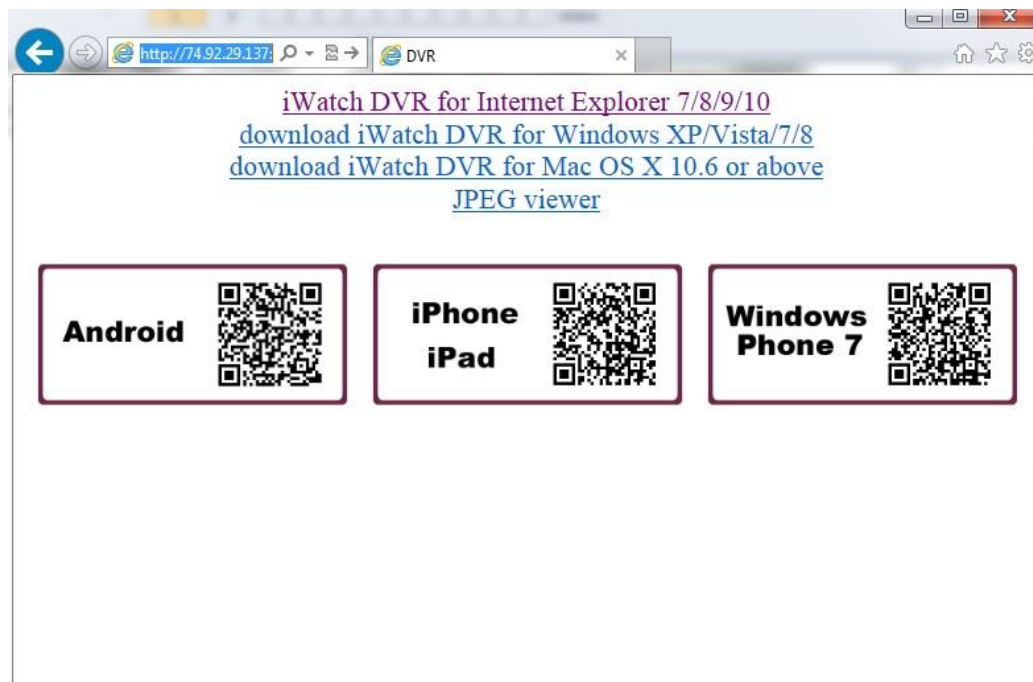 http://74.92.29.137:
DVR
iWatch DVR for Internet Explorer 7/8/9/10
download iWatch DVR for Windows XP/Vista/7/8
download iWatch DVR for Mac OS X 10.6 or above
JPEG viewer
Android
iPhone
iPad
Windows
Phone 7